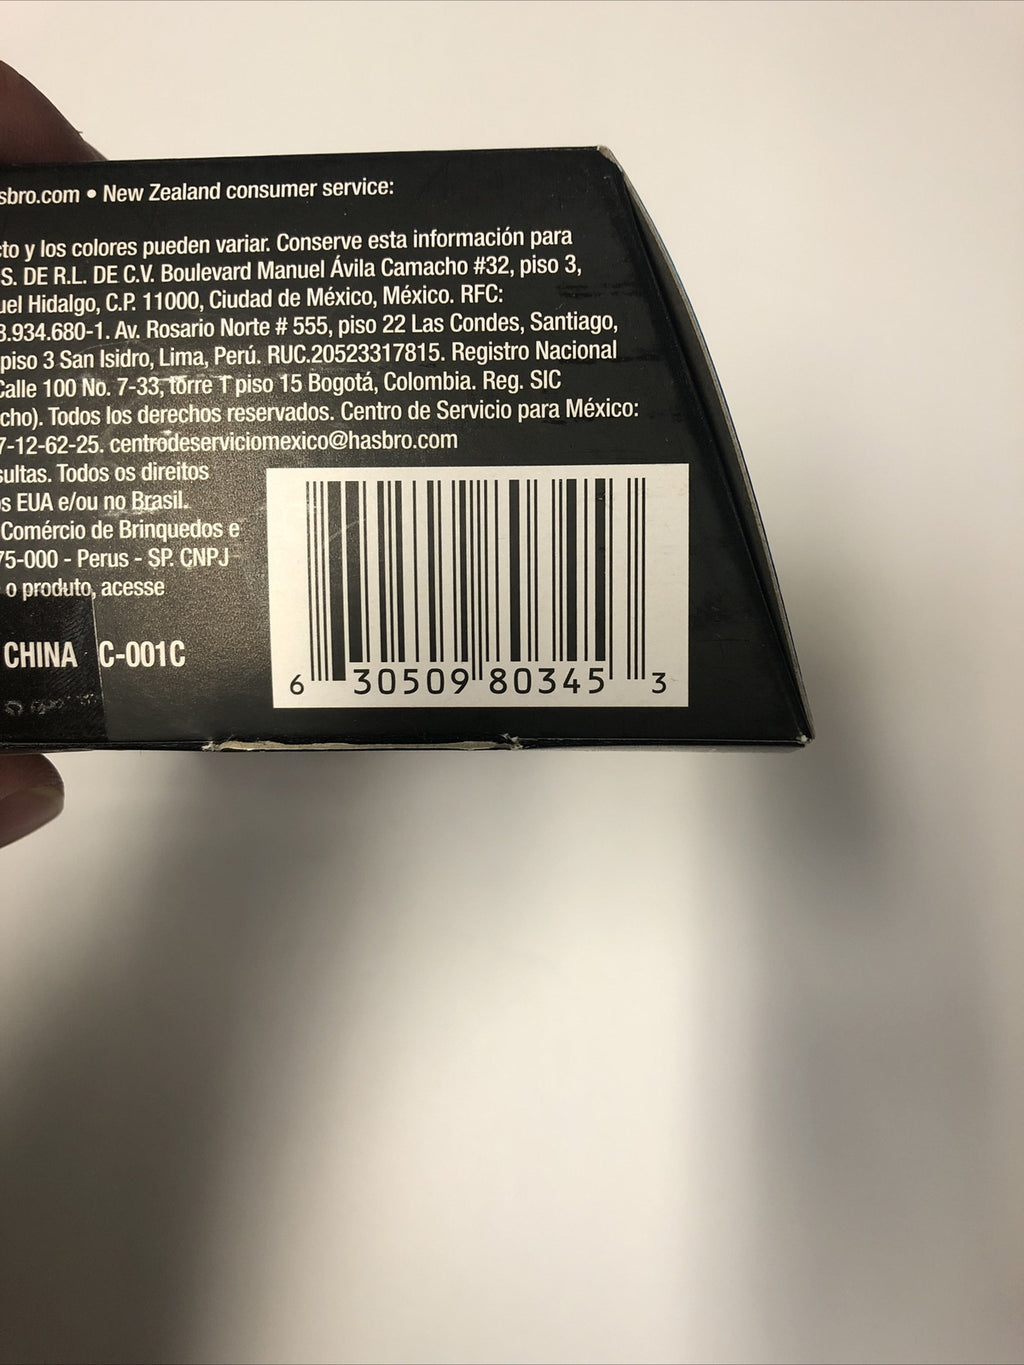 sbro.com • New Zealand consumer service:
cto y los colores pueden variar. Conserve esta información para
S. DE R.L. DE C.V. Boulevard Manuel Ávila Camacho #32, piso 3,
uel Hidalgo, C.P. 11000, Ciudad de México, México. RFC:
3.934.680-1. Av. Rosario Norte # 555, piso 22 Las Condes, Santiago,
piso 3 San Isidro, Lima, Perú. RUC.20523317815. Registro Nacional
Calle 100 No. 7-33, torre T piso 15 Bogotá, Colombia. Reg. SIC
cho). Todos los derechos reservados. Centro de Servicio para México:
7-12-62-25. centrodeserviciomexico@hasbro.com
sultas. Todos os direitos
os EUA e/ou no Brasil.
Comércio de Brinquedos e
75-000 - Perus - SP. CNPJ
o produto, acesse
CHINA C-001C
6 30509 80345 3